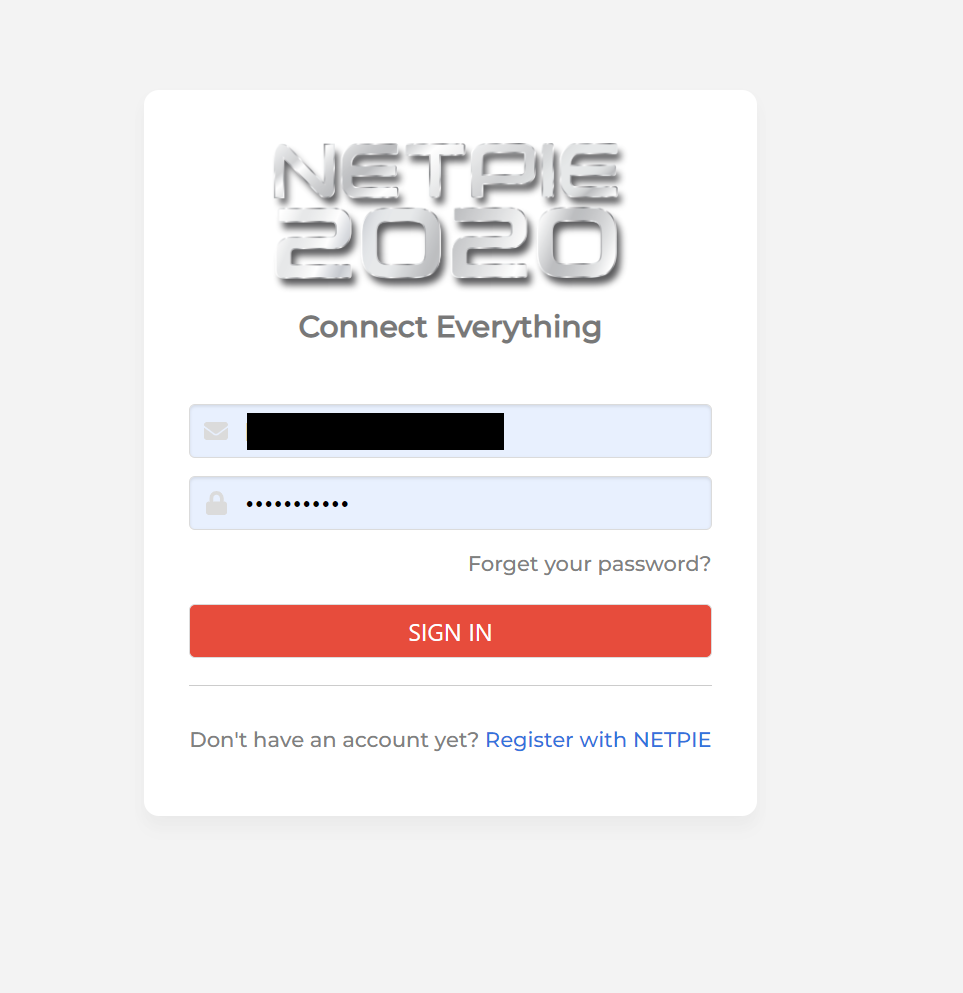 NETPIE
2020
Connect Everything
•••••••••••
Forget your password?
SIGN IN
Don't have an account yet? Register with NETPIE